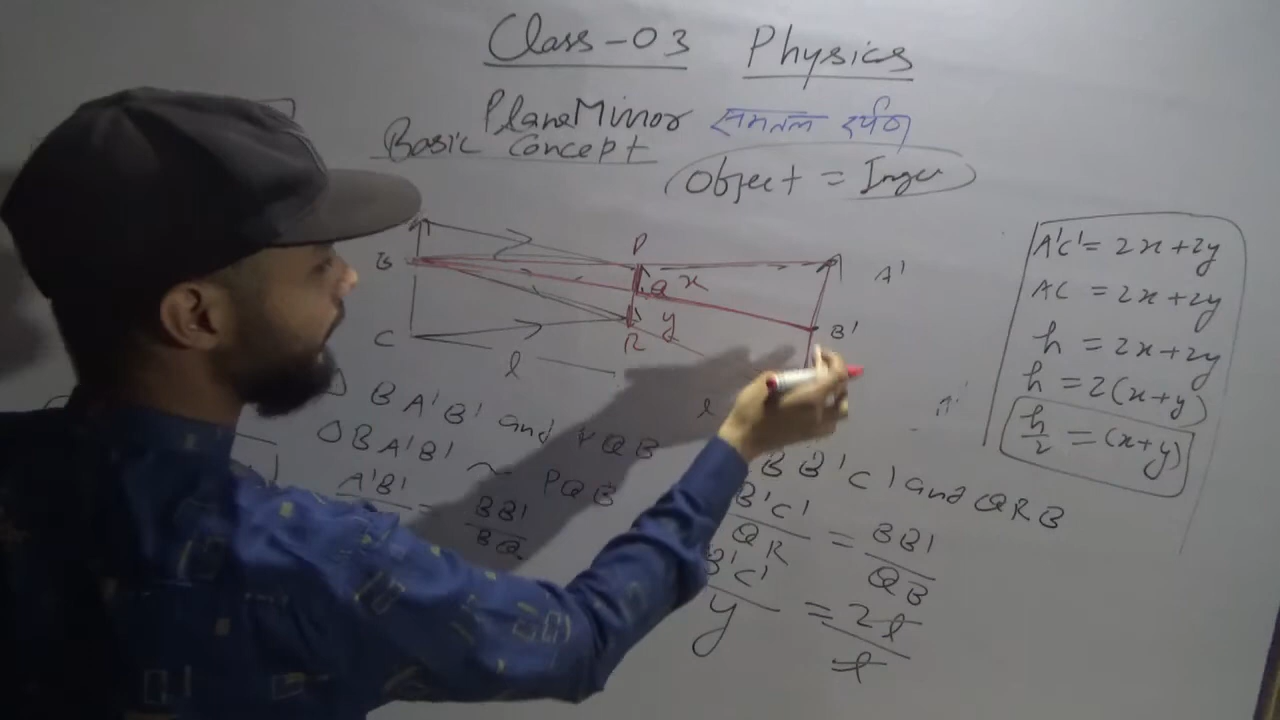 Class-03 Physics
Plane Mirror समतल दर्पण
Basic Concept
Object = Image
B
P
x
Q
y
R
A'
B'
C
l
l
A'C' = 2x+2y
AC = 2x+2y
h = 2x+2y
h = 2(x+y)
h/2 = (x+y)
Δ BA'B' and PQB
ΔBA'B' ~ PQB
A'B' = BB'/BQ
BB'C' and QRB
B'C'/QR = BB'/QB
B'C'/y = 2l/l